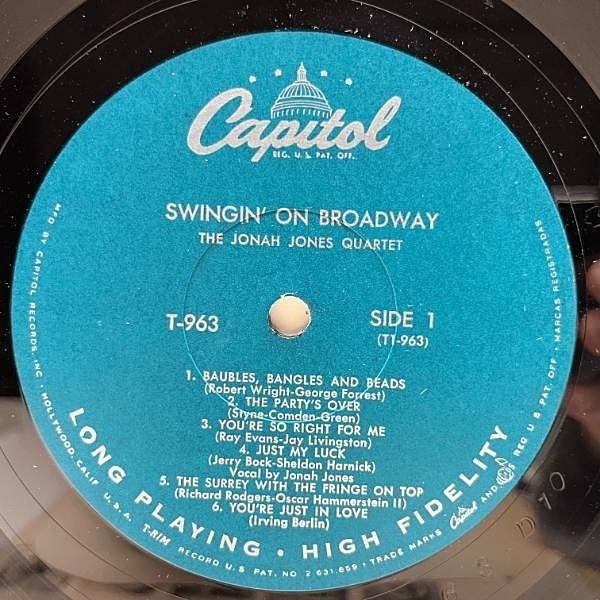 Capitol
REG. U.S. PAT. OFF.
SWINGIN' ON BROADWAY
THE JONAH JONES QUARTET
T-963
SIDE 1
(T1-963)
1. BAUBLES, BANGLES AND BEADS
(Robert Wright-George Forrest)
2. THE PARTY'S OVER
(Styne-Comden-Green)
3. YOU'RE SO RIGHT FOR ME
(Ray Evans-Jay Livingston)
4. JUST MY LUCK
(Jerry Bock-Sheldon Harnick)
Vocal by Jonah Jones
5. THE SURREY WITH THE FRINGE ON TOP
(Richard Rodgers-Oscar Hammerstein II)
6. YOU'RE JUST IN LOVE
(Irving Berlin)
LONG PLAYING • HIGH FIDELITY
MFD. BY CAPITOL RECORDS, INC. • HOLLYWOOD, CALIF. U.S.A. T-RIM RECORD U.S. PAT. NO 2 631 859 • TRADE MARKS Capitol AND REG U.S. PAT. OFF. • MARCAS REGISTRADAS